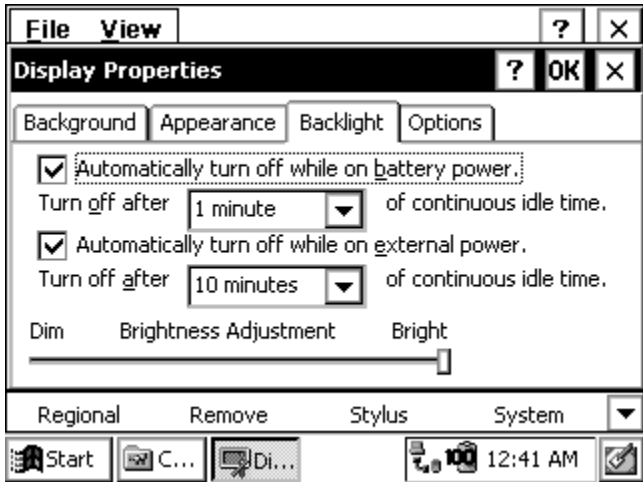 File View ? ×
Display Properties ? OK ×
Background Appearance Backlight Options
Automatically turn off while on battery power.
Turn off after 1 minute of continuous idle time.
Automatically turn off while on external power.
Turn off after 10 minutes of continuous idle time.
Dim Brightness Adjustment Bright
Regional Remove Stylus System
Start C... Di... 100 12:41 AM